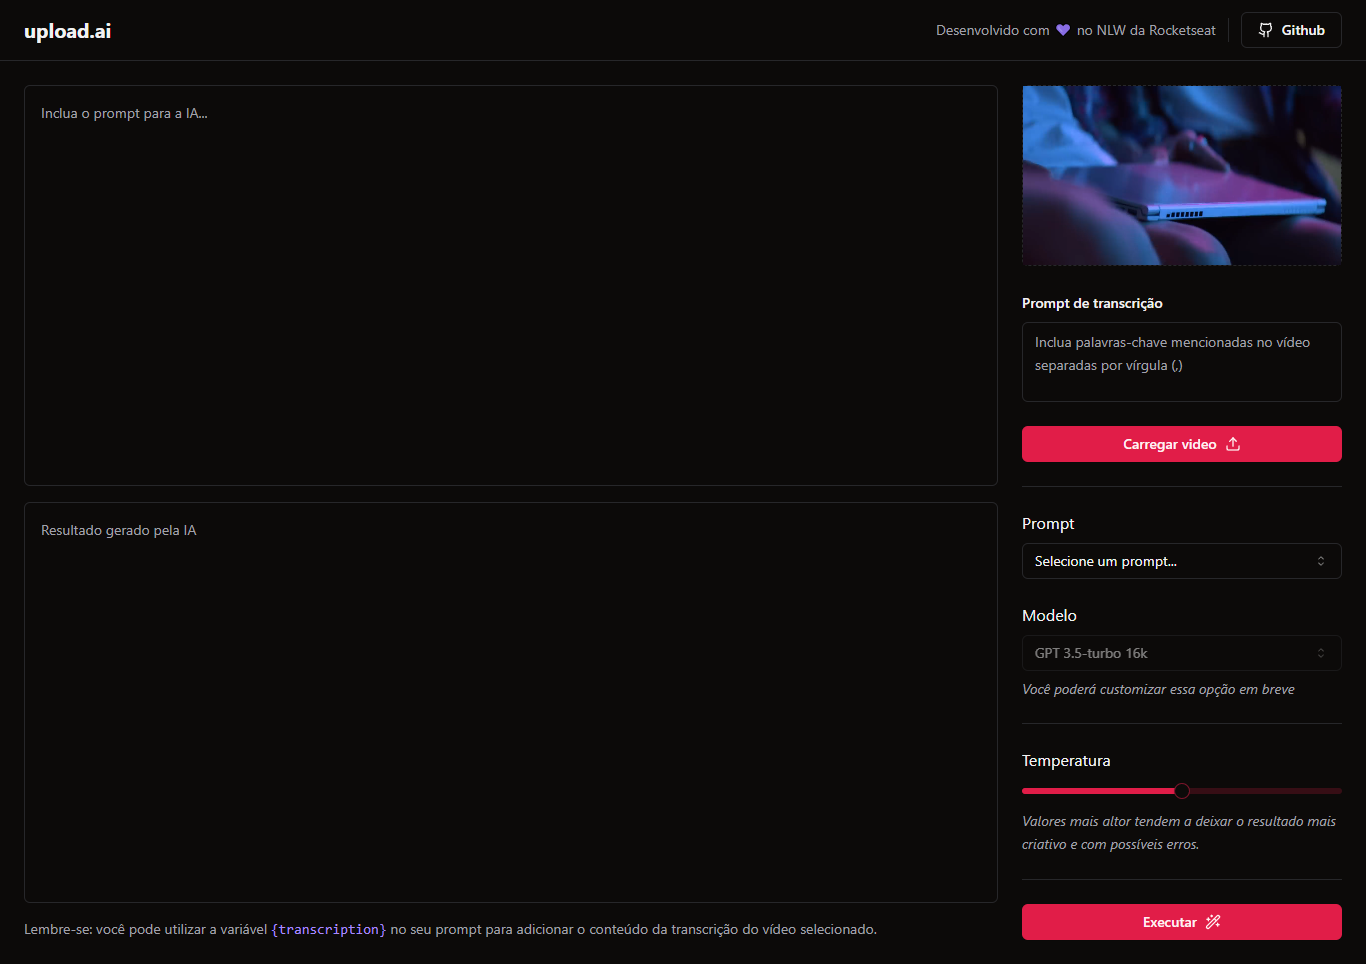 upload.ai
Desenvolvido com 💜 no NLW da Rocketseat
Github
Inclua o prompt para a IA...
Resultado gerado pela IA
Lembre-se: você pode utilizar a variável {transcription} no seu prompt para adicionar o conteúdo da transcrição do vídeo selecionado.
Prompt de transcrição
Inclua palavras-chave mencionadas no vídeo
separadas por vírgula (,)
Carregar video
Prompt
Selecione um prompt...
Modelo
GPT 3.5-turbo 16k
Você poderá customizar essa opção em breve
Temperatura
Valores mais altor tendem a deixar o resultado mais
criativo e com possíveis erros.
Executar